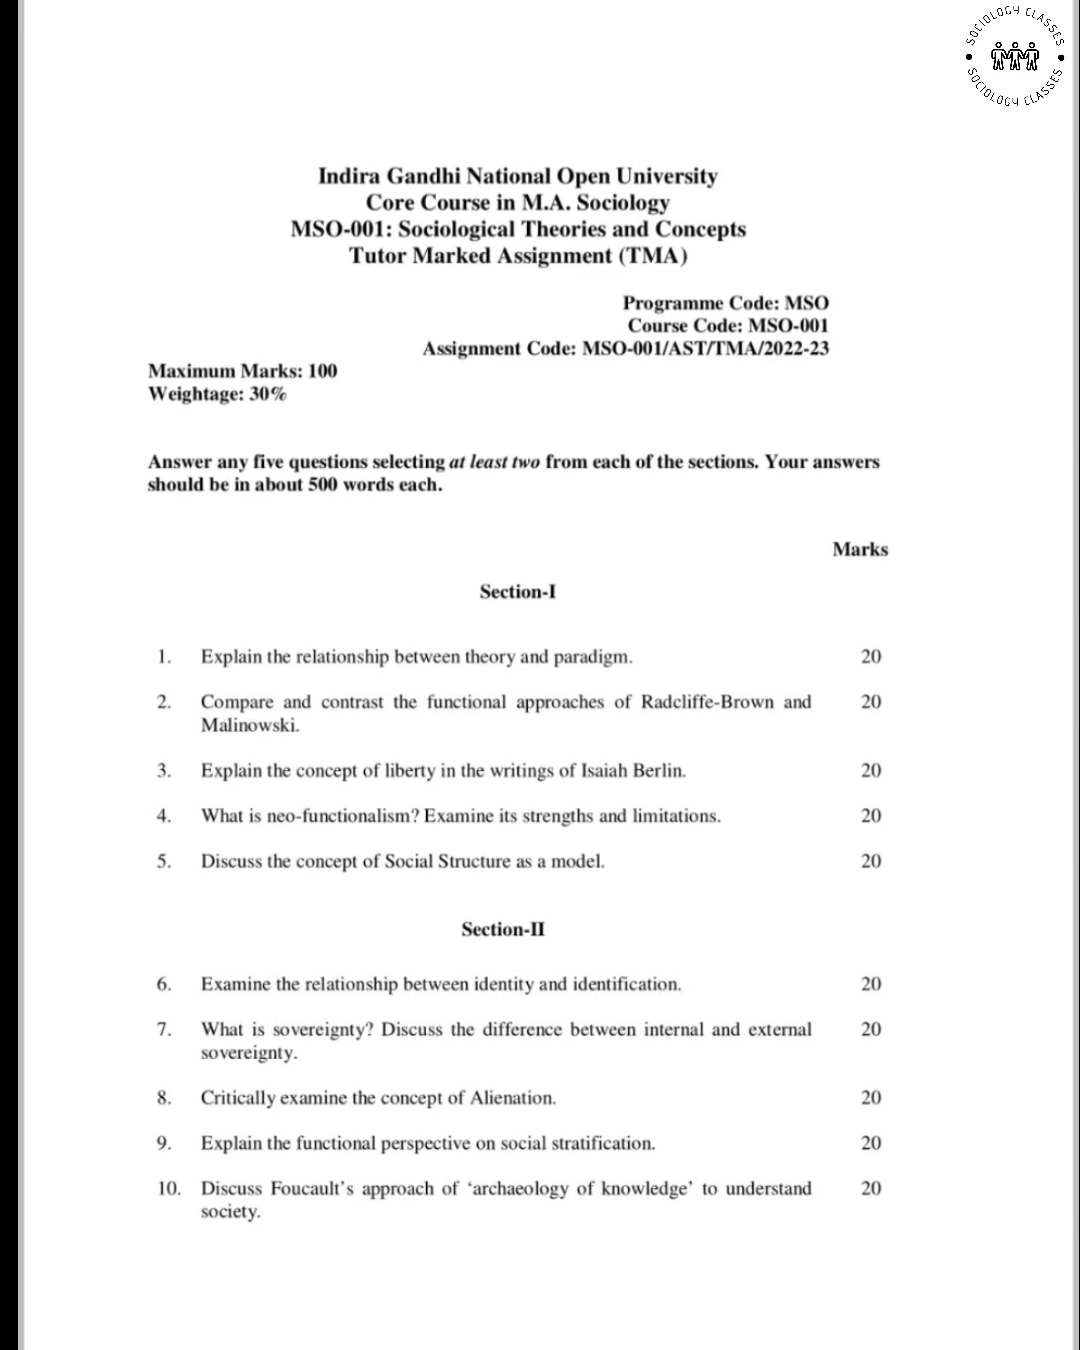 SOCIOLOGY CLASSES
SOCIOLOGY CLASSES
Indira Gandhi National Open University
Core Course in M.A. Sociology
MSO-001: Sociological Theories and Concepts
Tutor Marked Assignment (TMA)
Programme Code: MSO
Course Code: MSO-001
Assignment Code: MSO-001/AST/TMA/2022-23
Maximum Marks: 100
Weightage: 30%
Answer any five questions selecting at least two from each of the sections. Your answers
should be in about 500 words each.
Marks
Section-I
1. Explain the relationship between theory and paradigm. 20
2. Compare and contrast the functional approaches of Radcliffe-Brown and 20
Malinowski.
3. Explain the concept of liberty in the writings of Isaiah Berlin. 20
4. What is neo-functionalism? Examine its strengths and limitations. 20
5. Discuss the concept of Social Structure as a model. 20
Section-II
6. Examine the relationship between identity and identification. 20
7. What is sovereignty? Discuss the difference between internal and external 20
sovereignty.
8. Critically examine the concept of Alienation. 20
9. Explain the functional perspective on social stratification. 20
10. Discuss Foucault's approach of ‘archaeology of knowledge’ to understand 20
society.